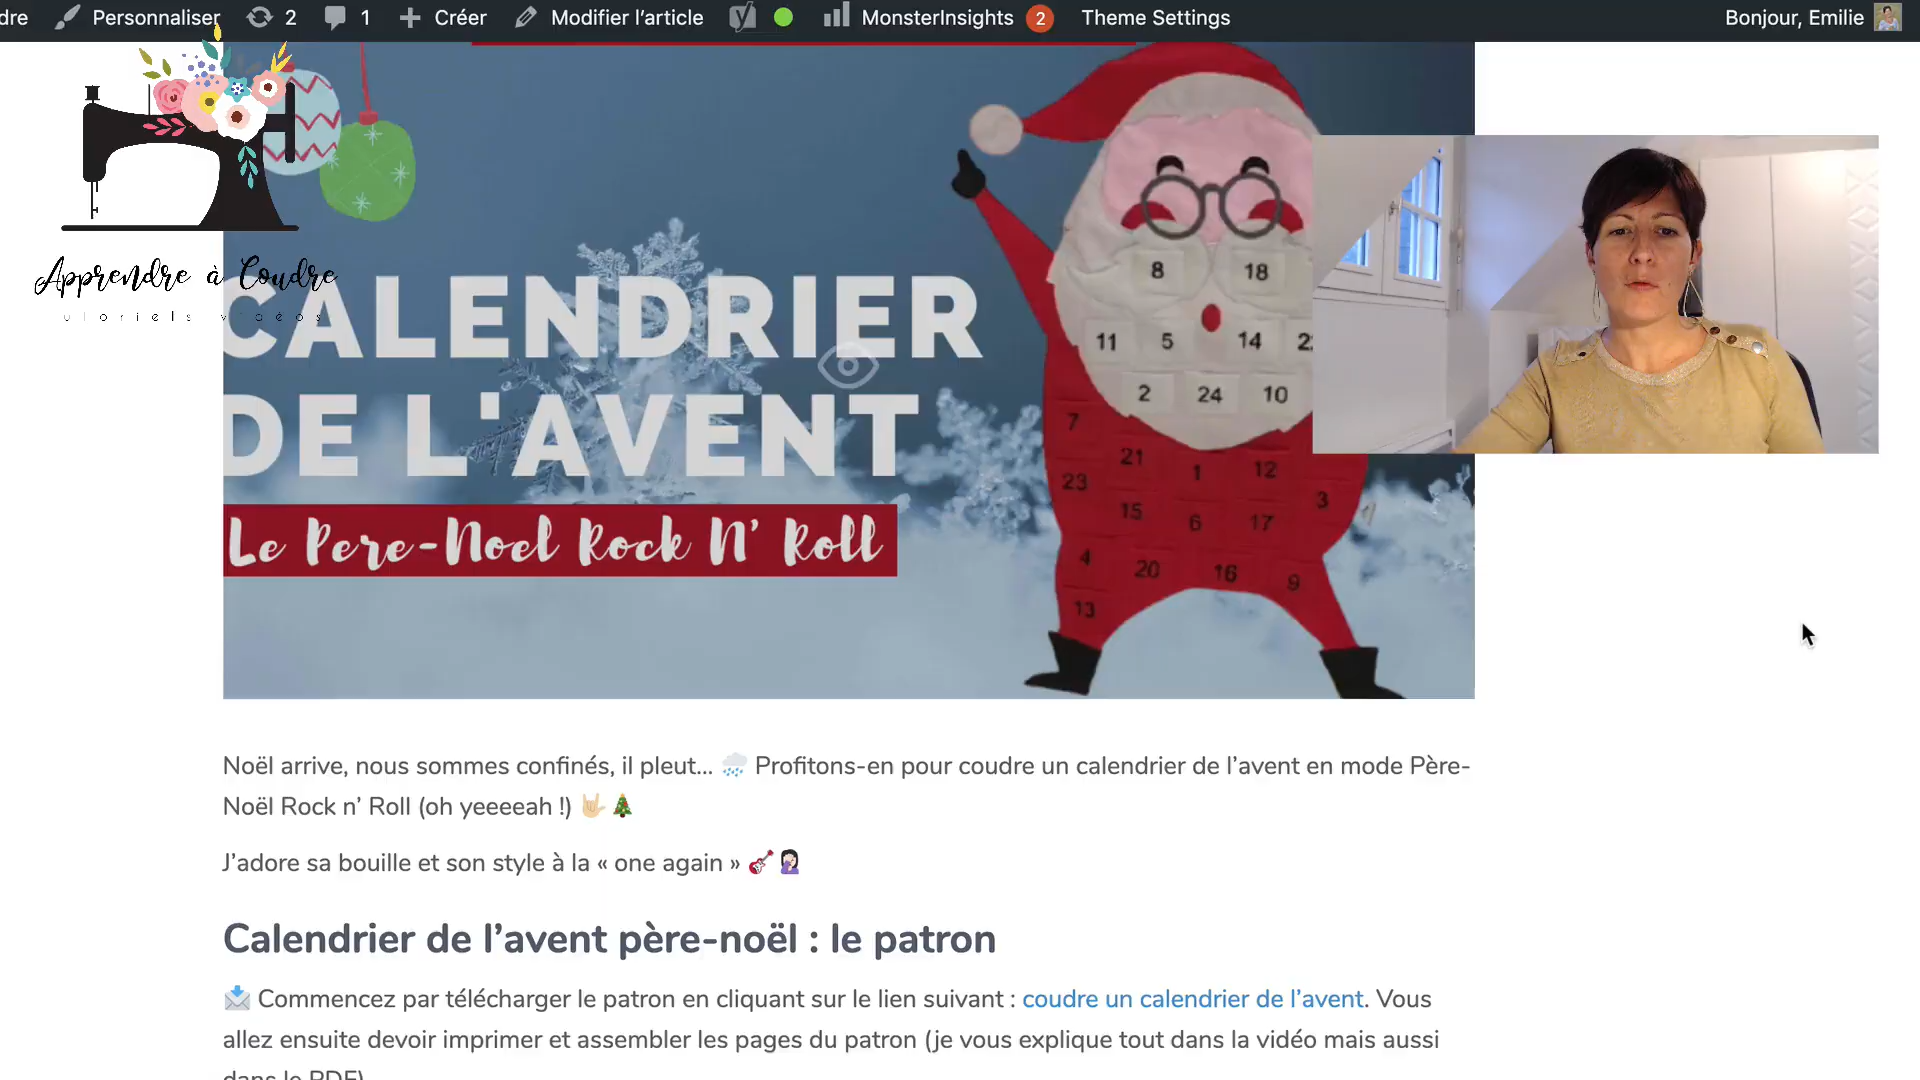 dre Personnaliser 2 1 Créer Modifier l'article MonsterInsights 2 Theme Settings Bonjour, Emilie
Apprendre à Coudre
utoriels vidéos
CALENDRIER
DE L'AVENT
Le Pere-Noel Rock N' Roll
8 18
11 5 14 22
2 24 10
7
21 1 12
23 3
15 6 17
4 20 16 9
13
Noël arrive, nous sommes confinés, il pleut… 🌧 Profitons-en pour coudre un calendrier de l’avent en mode Père-
Noël Rock n’ Roll (oh yeeeeah !) 🤟🏼🎄
J’adore sa bouille et son style à la « one again » 🎸🤦🏻‍♀️
Calendrier de l’avent père-noël : le patron
📩 Commencez par télécharger le patron en cliquant sur le lien suivant : coudre un calendrier de l’avent. Vous
allez ensuite devoir imprimer et assembler les pages du patron (je vous explique tout dans la vidéo mais aussi
dans le PDF)